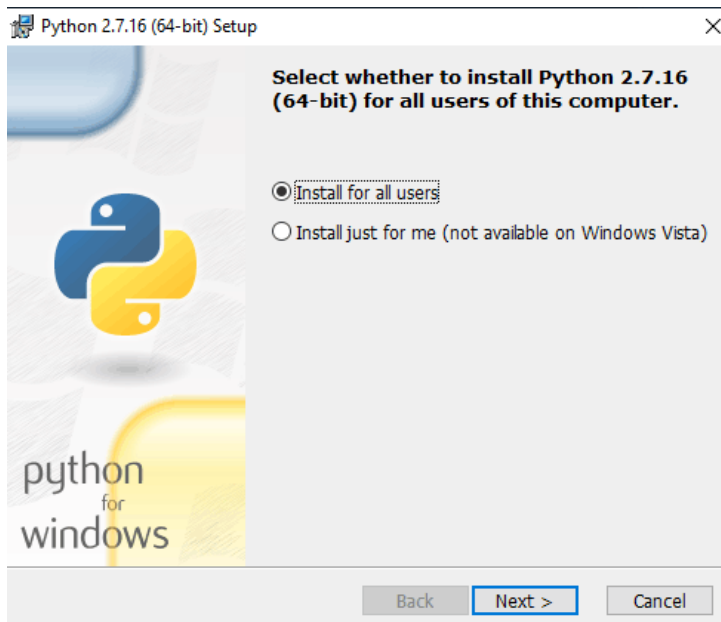 Python 2.7.16 (64-bit) Setup
Select whether to install Python 2.7.16
(64-bit) for all users of this computer.
Install for all users
Install just for me (not available on Windows Vista)
python
for
windows
Back
Next >
Cancel